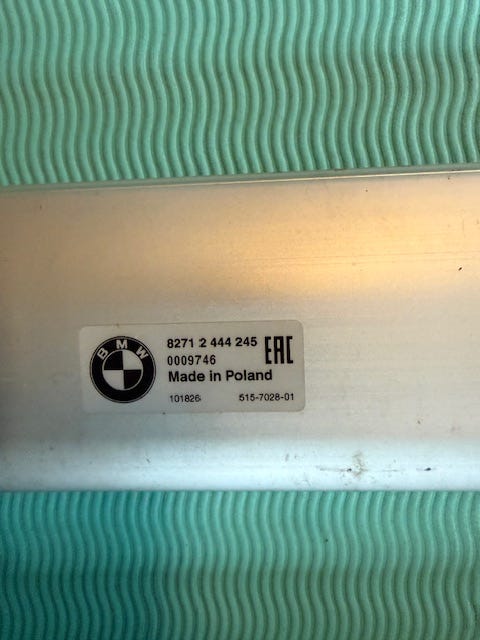 BMW
8271 2 444 245
EAC
0009746
Made in Poland
101826
515-7028-01